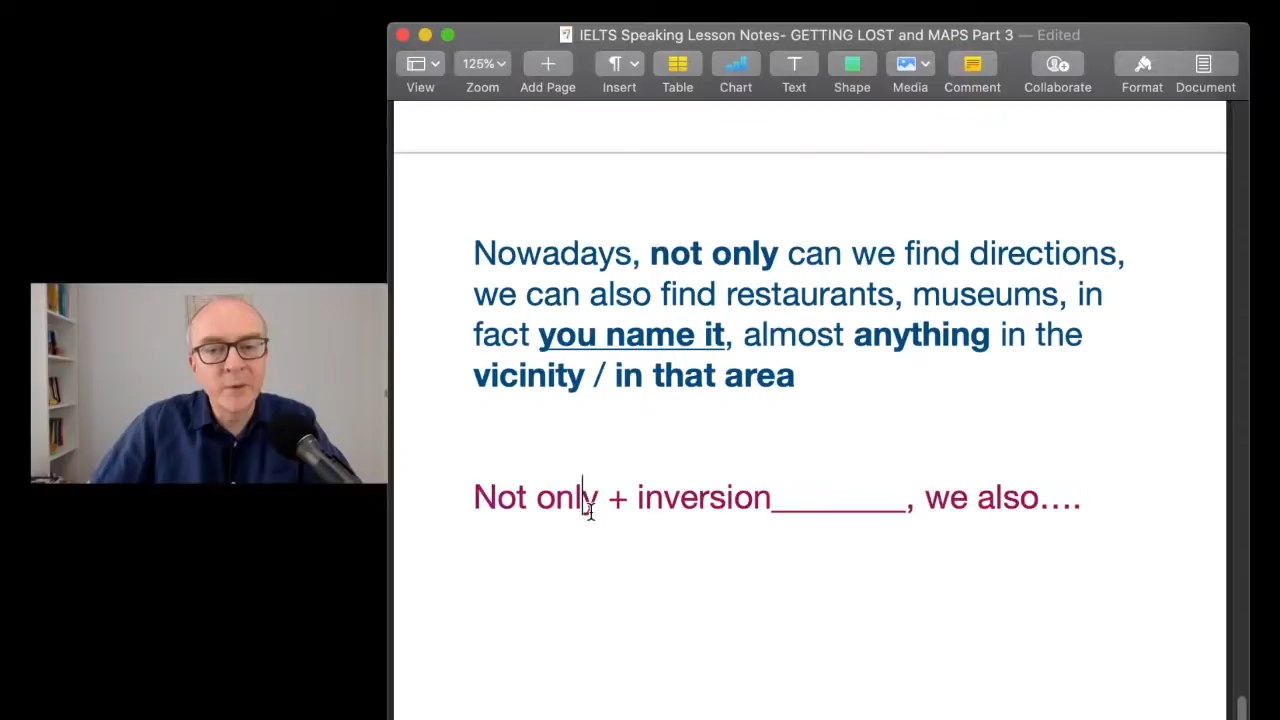 IELTS Speaking Lesson Notes- GETTING LOST and MAPS Part 3 — Edited
125%
View Zoom Add Page Insert Table Chart Text Shape Media Comment Collaborate Format Document
Nowadays, not only can we find directions,
we can also find restaurants, museums, in
fact you name it, almost anything in the
vicinity / in that area
Not only + inversion________, we also….